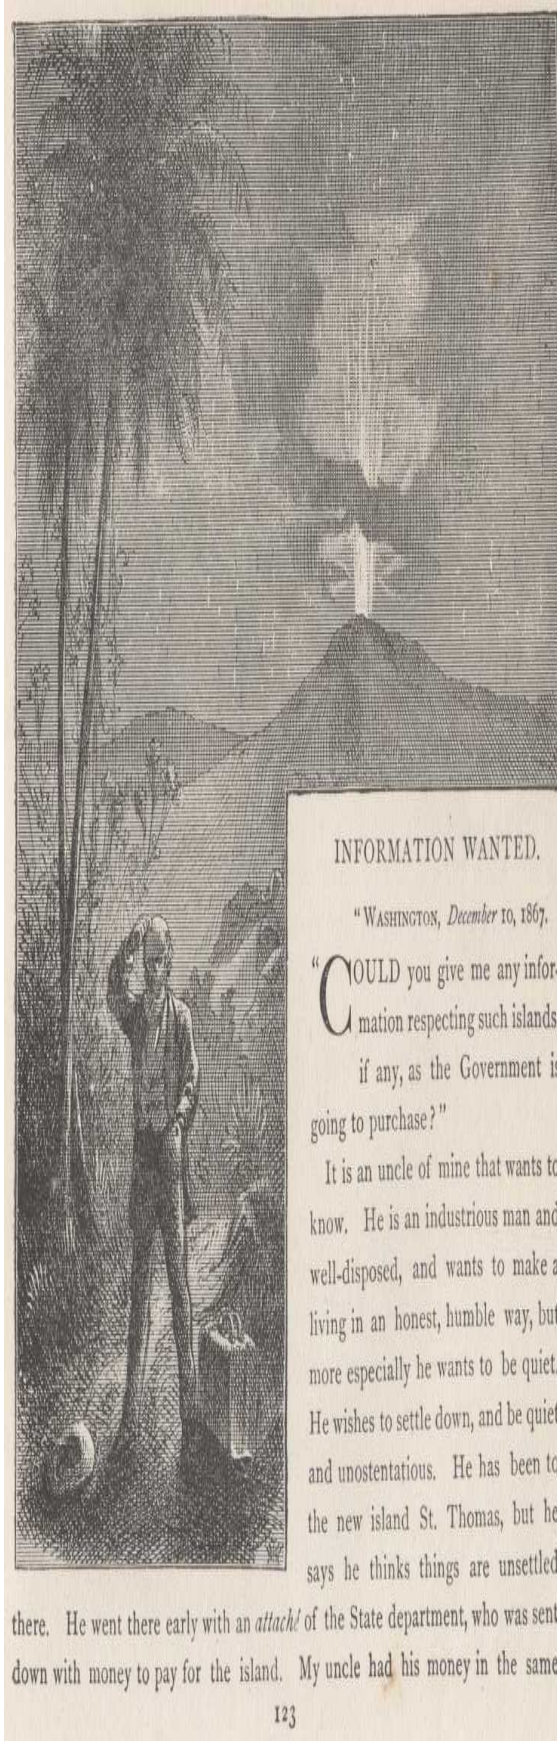 INFORMATION WANTED.
"WASHINGTON, December 10, 1867.
"COULD you give me any infor-
mation respecting such islands,
if any, as the Government is
going to purchase?"
It is an uncle of mine that wants to
know. He is an industrious man and
well-disposed, and wants to make a
living in an honest, humble way, but
more especially he wants to be quiet.
He wishes to settle down, and be quiet
and unostentatious. He has been to
the new island St. Thomas, but he
says he thinks things are unsettled
there. He went there early with an attaché of the State department, who was sent
down with money to pay for the island. My uncle had his money in the same
123